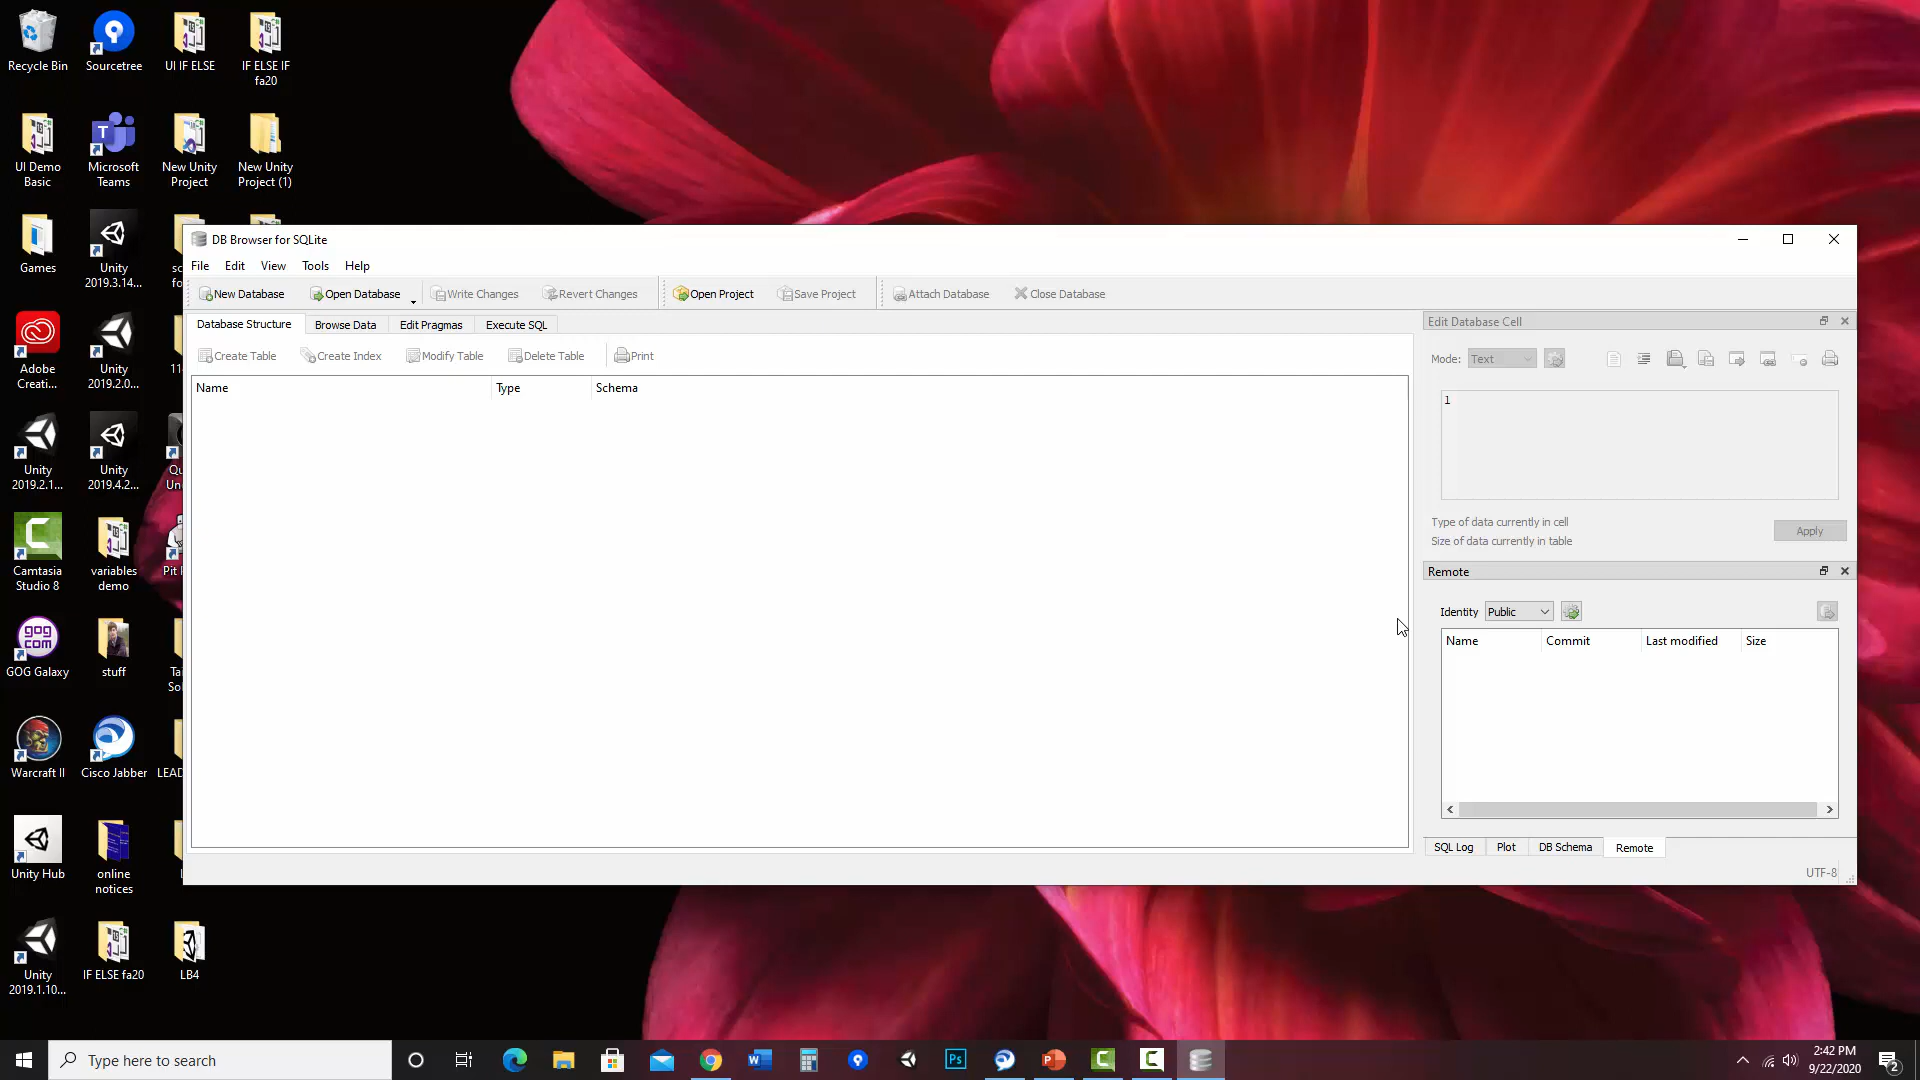 Recycle Bin
Sourcetree
UI IF ELSE
IF ELSE IF
fa20
UI Demo
Basic
Microsoft
Teams
New Unity
Project
New Unity
Project (1)
Games
Unity
2019.3.14...
Adobe
Creati...
Unity
2019.2.0...
Unity
2019.2.1...
Unity
2019.4.2...
Camtasia
Studio 8
variables
demo
GOG Galaxy
stuff
Warcraft II
Cisco Jabber
LEAD
Unity Hub
online
notices
Unity
2019.1.10...
IF ELSE fa20
LB4
DB Browser for SQLite
File Edit View Tools Help
New Database Open Database Write Changes Revert Changes Open Project Save Project Attach Database Close Database
Database Structure Browse Data Edit Pragmas Execute SQL
Create Table Create Index Modify Table Delete Table Print
Name Type Schema
Edit Database Cell
Mode: Text
1
Type of data currently in cell
Size of data currently in table
Apply
Remote
Identity Public
Name Commit Last modified Size
SQL Log Plot DB Schema Remote
UTF-8
Type here to search
2:42 PM
9/22/2020
2